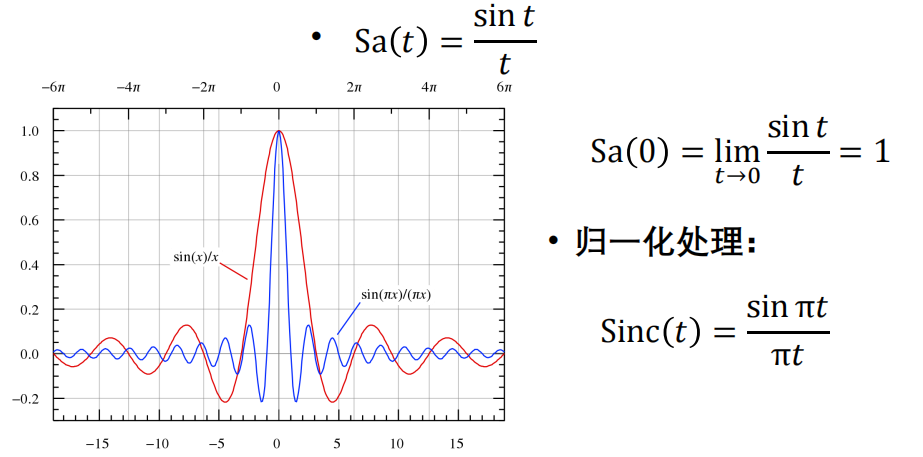 • Sa(t) = sin t / t
−6π −4π −2π 0 2π 4π 6π
1.0
0.8
0.6
0.4
0.2
0.0
−0.2
sin(x)/x
sin(πx)/(πx)
−15 −10 −5 0 5 10 15
Sa(0) = lim t→0 sin t / t = 1
• 归一化处理：
Sinc(t) = sin πt / πt